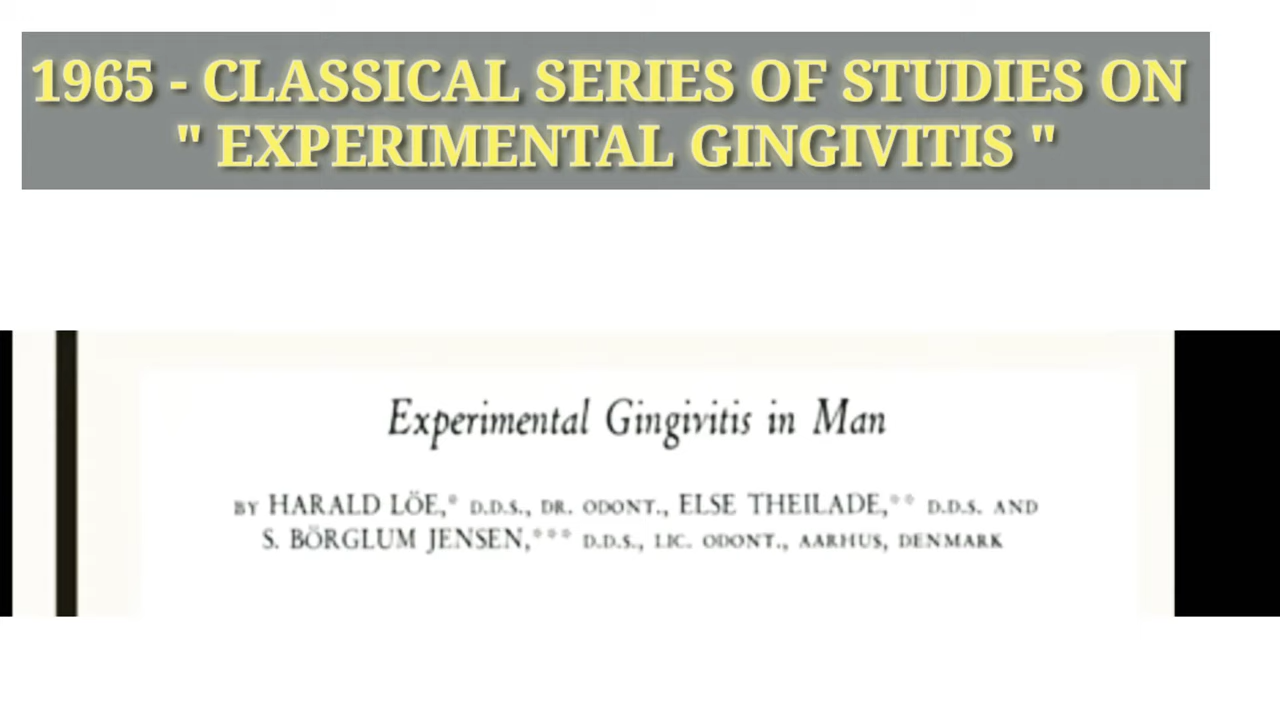 1965 - CLASSICAL SERIES OF STUDIES ON
" EXPERIMENTAL GINGIVITIS "
Experimental Gingivitis in Man
BY HARALD LÖE,* D.D.S., DR. ODONT., ELSE THEILADE,** D.D.S. AND
S. BÖRGLUM JENSEN,*** D.D.S., LIC. ODONT., AARHUS, DENMARK